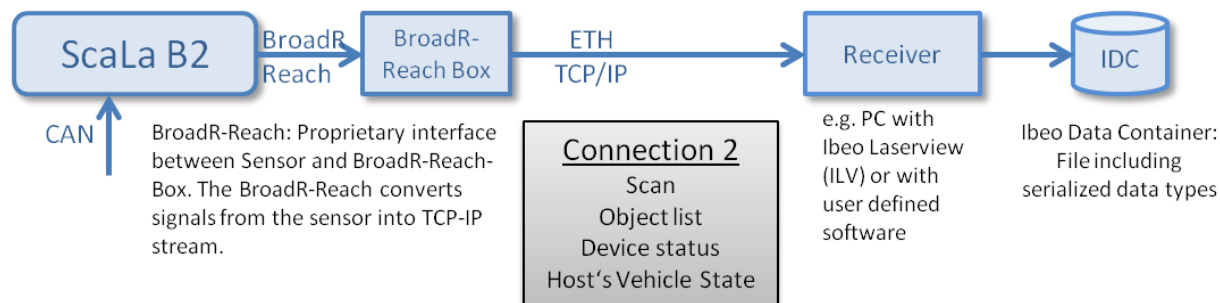 ScaLa B2
BroadR
Reach
BroadR-
Reach Box
ETH
TCP/IP
Receiver
IDC
CAN
BroadR-Reach: Proprietary interface
between Sensor and BroadR-Reach-
Box. The BroadR-Reach converts
signals from the sensor into TCP-IP
stream.
Connection 2
Scan
Object list
Device status
Host‘s Vehicle State
e.g. PC with
Ibeo Laserview
(ILV) or with
user defined
software
Ibeo Data Container:
File including
serialized data types